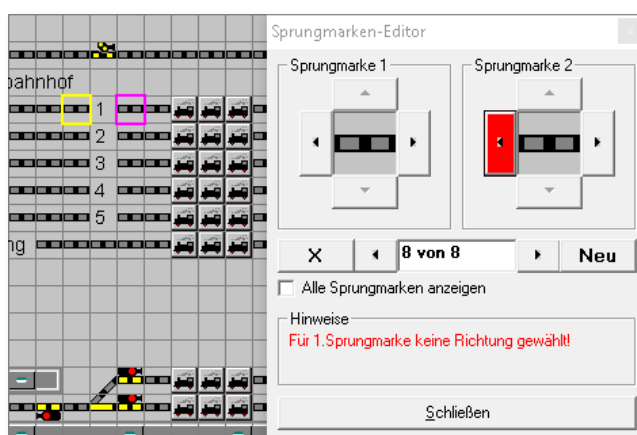 Sprungmarken-Editor
bahnhof
1
2
3
4
5
ng
Sprungmarke 1
Sprungmarke 2
X
8 von 8
Neu
Alle Sprungmarken anzeigen
Hinweise
Für 1.Sprungmarke keine Richtung gewählt!
Schließen